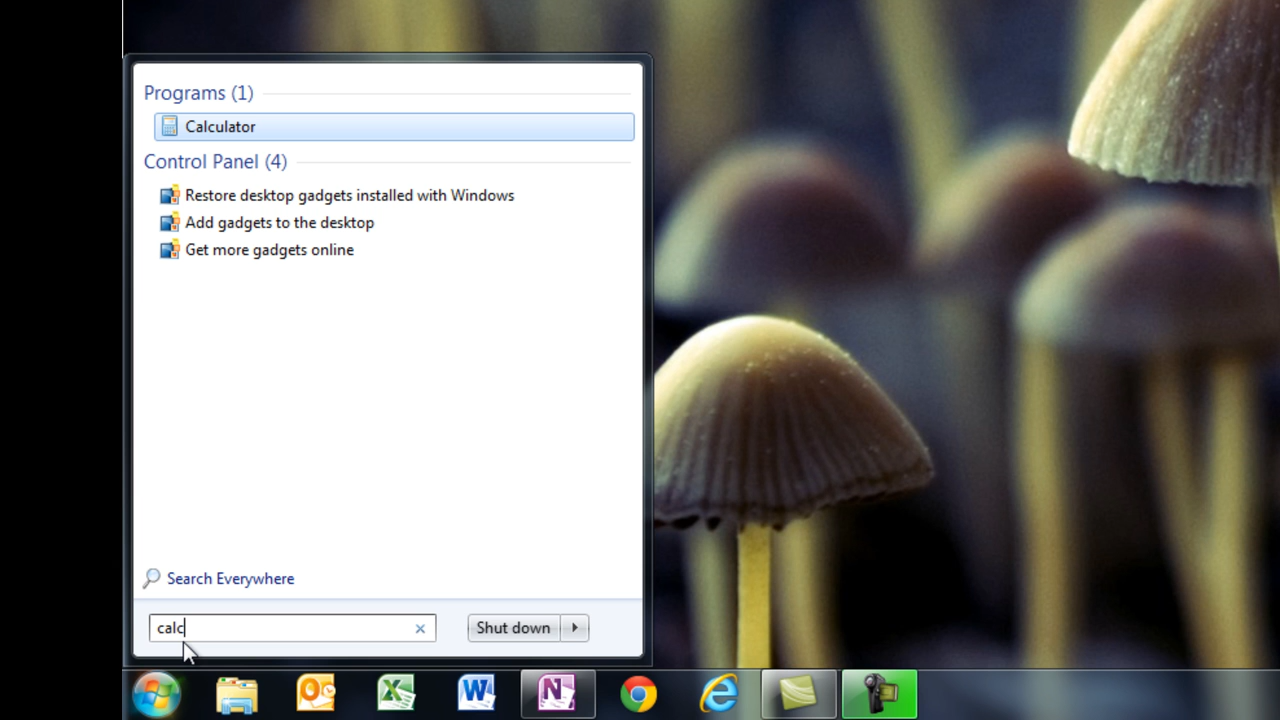 Programs (1)
Calculator
Control Panel (4)
Restore desktop gadgets installed with Windows
Add gadgets to the desktop
Get more gadgets online
Search Everywhere
calc
Shut down